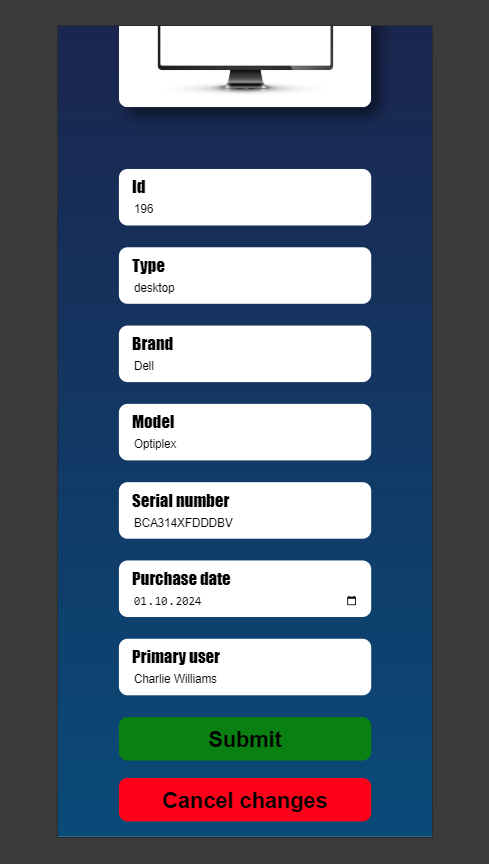 Id
196
Type
desktop
Brand
Dell
Model
Optiplex
Serial number
BCA314XFDDDBV
Purchase date
01.10.2024
Primary user
Charlie Williams
Submit
Cancel changes